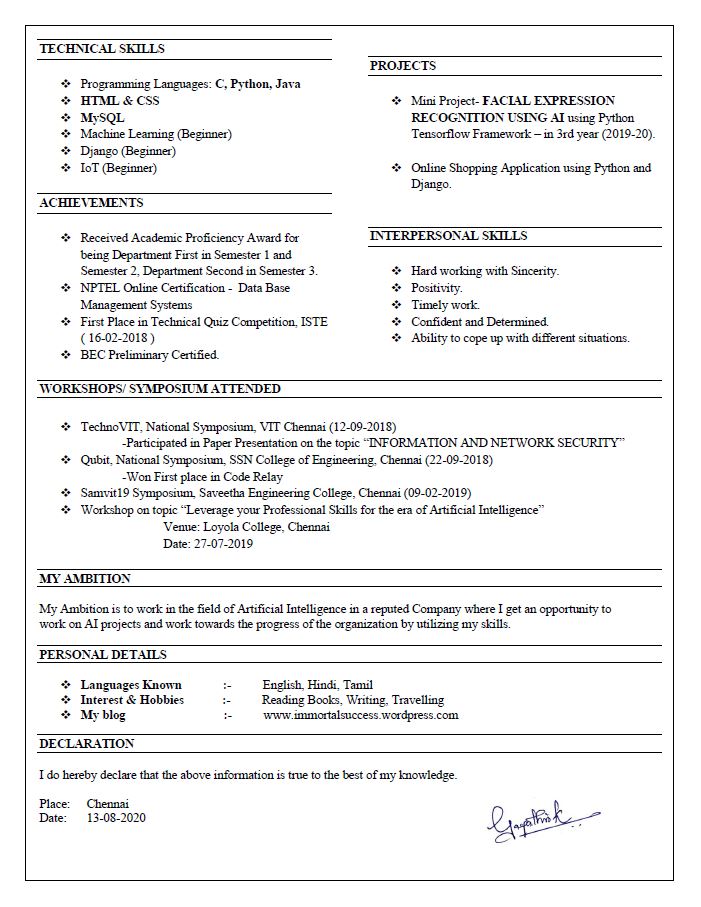 TECHNICAL SKILLS
❖ Programming Languages: C, Python, Java
❖ HTML & CSS
❖ MySQL
❖ Machine Learning (Beginner)
❖ Django (Beginner)
❖ IoT (Beginner)
ACHIEVEMENTS
❖ Received Academic Proficiency Award for
being Department First in Semester 1 and
Semester 2, Department Second in Semester 3.
❖ NPTEL Online Certification - Data Base
Management Systems
❖ First Place in Technical Quiz Competition, ISTE
( 16-02-2018 )
❖ BEC Preliminary Certified.
PROJECTS
❖ Mini Project- FACIAL EXPRESSION
RECOGNITION USING AI using Python
Tensorflow Framework – in 3rd year (2019-20).
❖ Online Shopping Application using Python and
Django.
INTERPERSONAL SKILLS
❖ Hard working with Sincerity.
❖ Positivity.
❖ Timely work.
❖ Confident and Determined.
❖ Ability to cope up with different situations.
WORKSHOPS/ SYMPOSIUM ATTENDED
❖ TechnoVIT, National Symposium, VIT Chennai (12-09-2018)
-Participated in Paper Presentation on the topic “INFORMATION AND NETWORK SECURITY”
❖ Qubit, National Symposium, SSN College of Engineering, Chennai (22-09-2018)
-Won First place in Code Relay
❖ Samvit19 Symposium, Saveetha Engineering College, Chennai (09-02-2019)
❖ Workshop on topic “Leverage your Professional Skills for the era of Artificial Intelligence”
Venue: Loyola College, Chennai
Date: 27-07-2019
MY AMBITION
My Ambition is to work in the field of Artificial Intelligence in a reputed Company where I get an opportunity to
work on AI projects and work towards the progress of the organization by utilizing my skills.
PERSONAL DETAILS
❖ Languages Known :- English, Hindi, Tamil
❖ Interest & Hobbies :- Reading Books, Writing, Travelling
❖ My blog :- www.immortalsuccess.wordpress.com
DECLARATION
I do hereby declare that the above information is true to the best of my knowledge.
Place: Chennai
Date: 13-08-2020